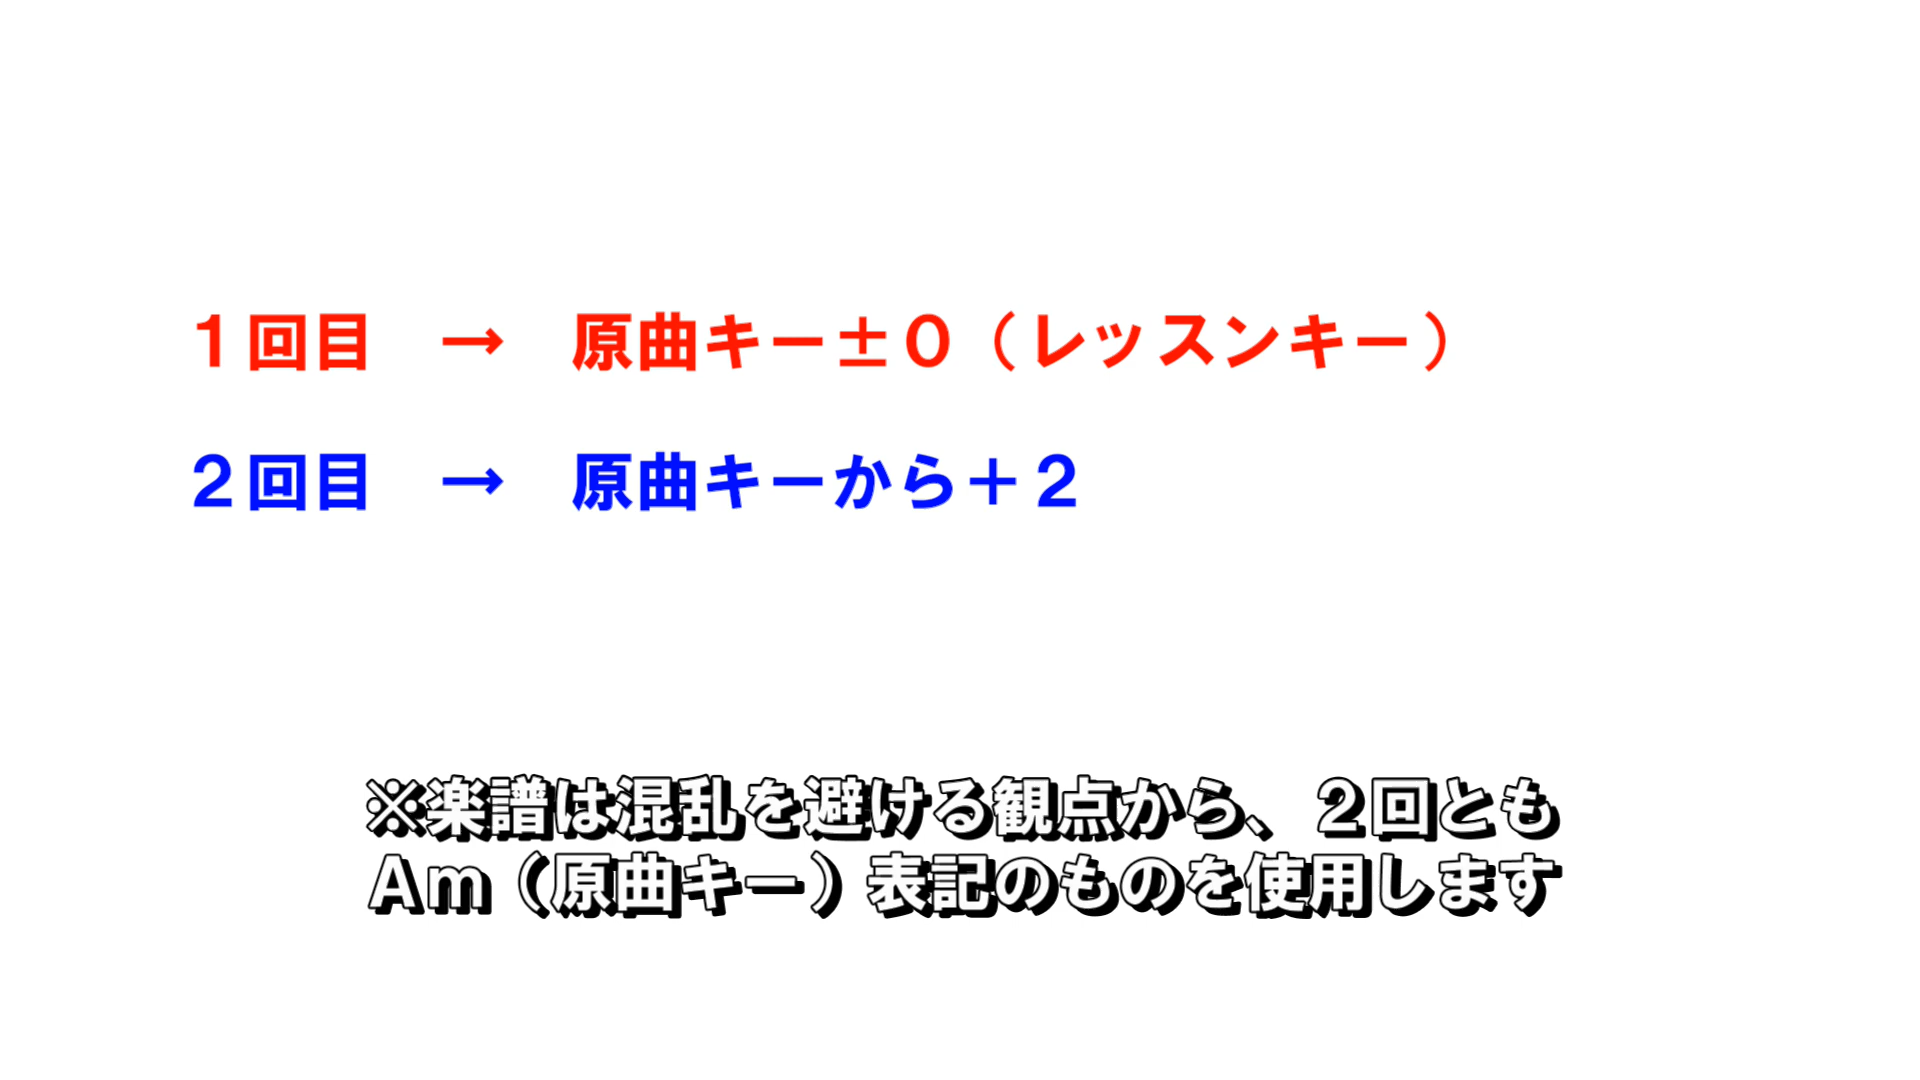 １回目　→　原曲キー±０（レッスンキー）
２回目　→　原曲キーから＋２
※楽譜は混乱を避ける観点から、２回とも
Ａｍ（原曲キー）表記のものを使用します